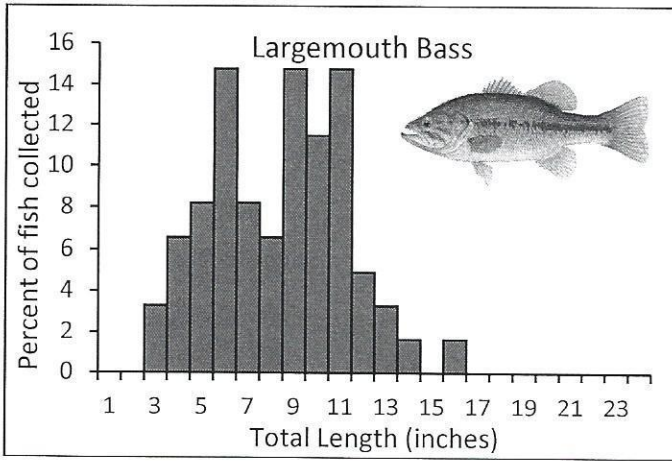 Largemouth Bass
Percent of fish collected
16
14
12
10
8
6
4
2
0
1 3 5 7 9 11 13 15 17 19 21 23
Total Length (inches)